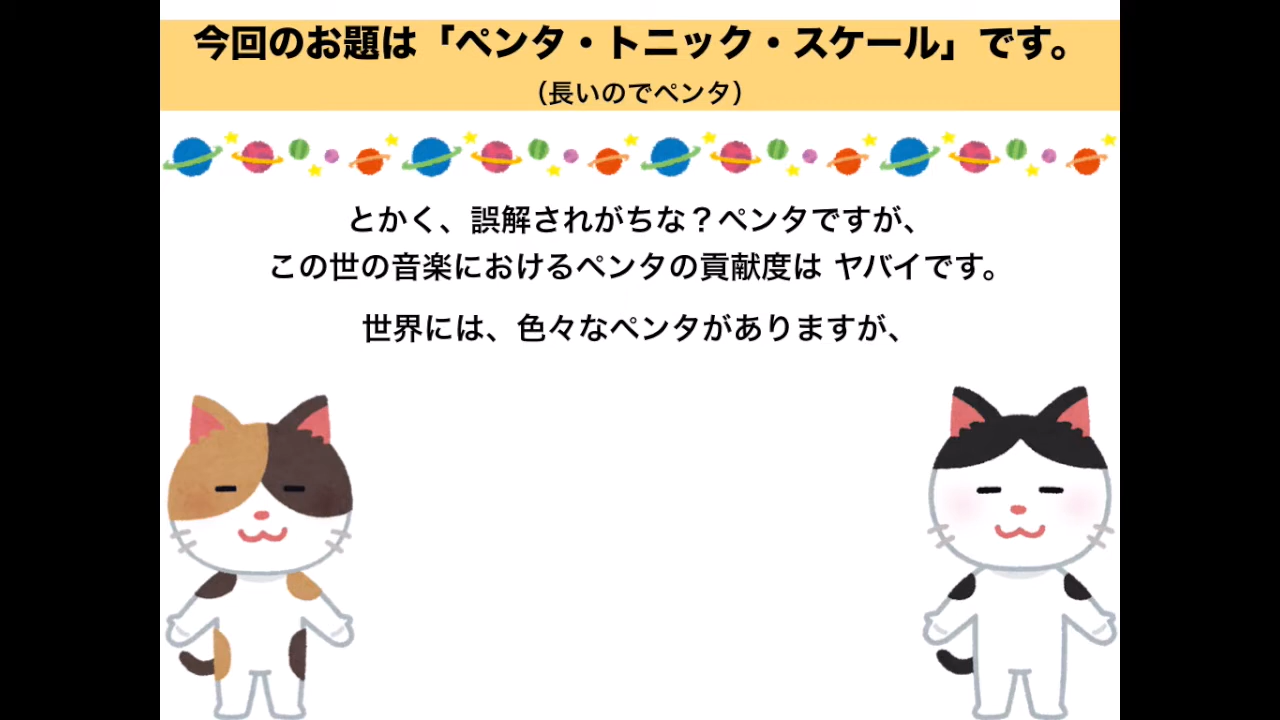 今回のお題は「ペンタ・トニック・スケール」です。
（長いのでペンタ）
とかく、誤解されがちな？ペンタですが、
この世の音楽におけるペンタの貢献度は ヤバイです。
世界には、色々なペンタがありますが、